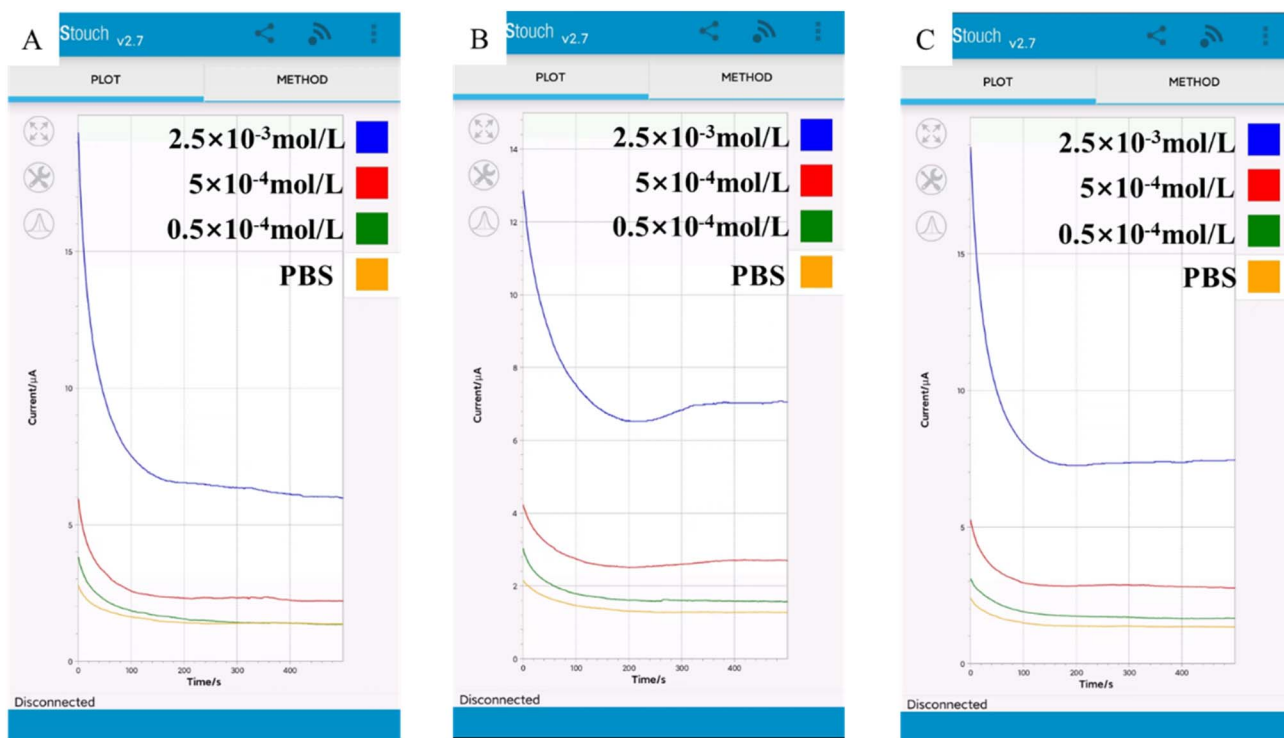 A
Stouch v2.7
PLOT METHOD
2.5×10⁻³mol/L
5×10⁻⁴mol/L
0.5×10⁻⁴mol/L
PBS
15
10
5
0
Current/µA
0 100 200 300 400
Time/s
Disconnected
B
Stouch v2.7
PLOT METHOD
2.5×10⁻³mol/L
5×10⁻⁴mol/L
0.5×10⁻⁴mol/L
PBS
14
12
10
8
6
4
2
0
Current/µA
0 100 200 300 400
Time/s
Disconnected
C
Stouch v2.7
PLOT METHOD
2.5×10⁻³mol/L
5×10⁻⁴mol/L
0.5×10⁻⁴mol/L
PBS
15
10
5
0
Current/µA
0 100 200 300 400
Time/s
Disconnected